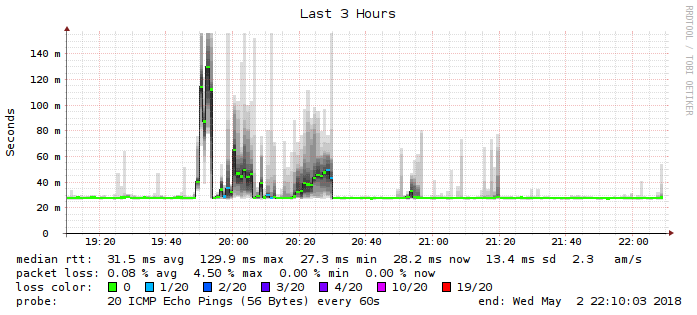 Last 3 Hours
RRDTOOL / TOBI OETIKER
Seconds
140 m
120 m
100 m
80 m
60 m
40 m
20 m
0
19:20 19:40 20:00 20:20 20:40 21:00 21:20 21:40 22:00
median rtt: 31.5 ms avg 129.9 ms max 27.3 ms min 28.2 ms now 13.4 ms sd 2.3 am/s
packet loss: 0.08 % avg 4.50 % max 0.00 % min 0.00 % now
loss color: 0 1/20 2/20 3/20 4/20 10/20 19/20
probe: 20 ICMP Echo Pings (56 Bytes) every 60s end: Wed May 2 22:10:03 2018